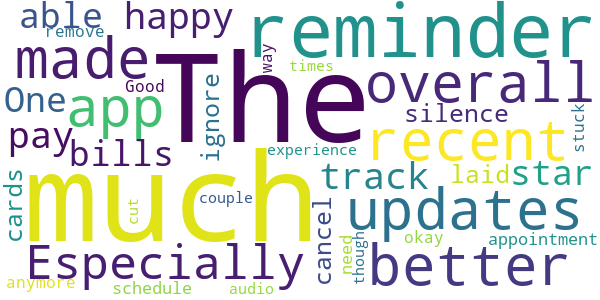 able
remove
happy
reminder
made
The
way
times
overall
Good
One
app
ignore
silence
stuck
pay
bills
recent
experience
much
track
laid
star
cards
couple
cut
cancel
updates
okay
appointment
need
though
Especially
better
anymore
schedule
audio